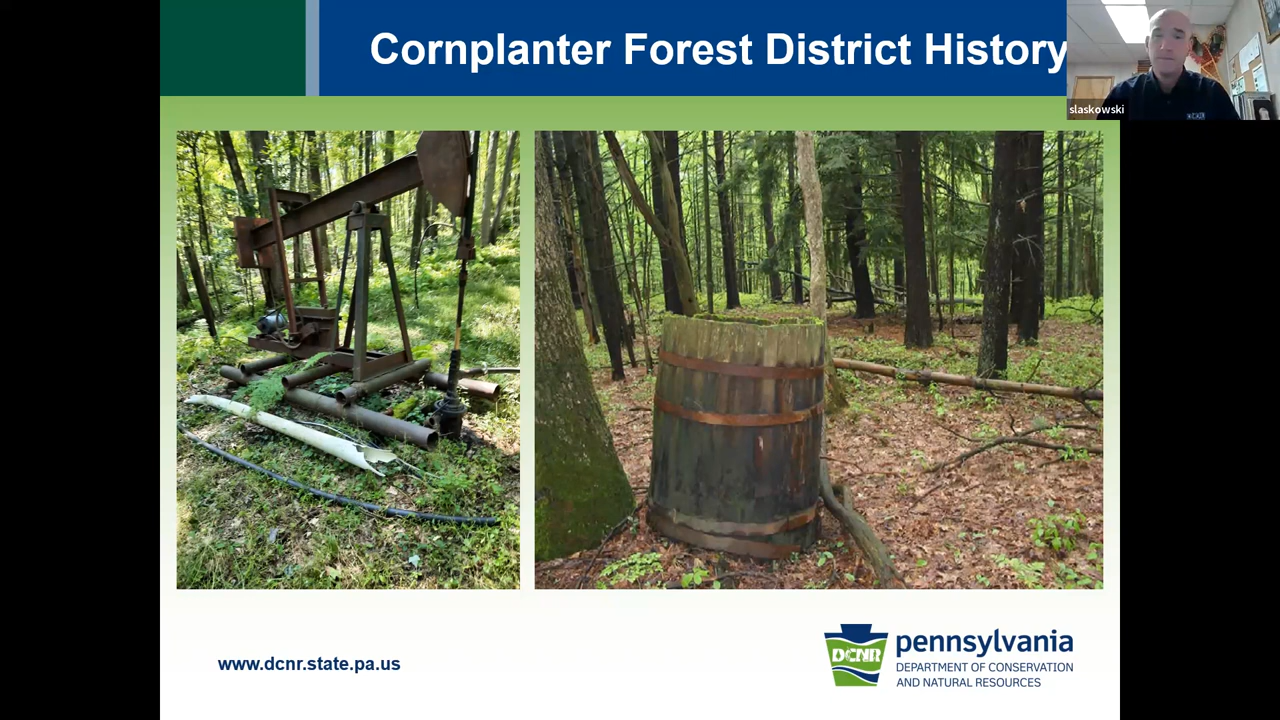 Cornplanter Forest District History
slaskowski
www.dcnr.state.pa.us
DCNR
pennsylvania
DEPARTMENT OF CONSERVATION
AND NATURAL RESOURCES